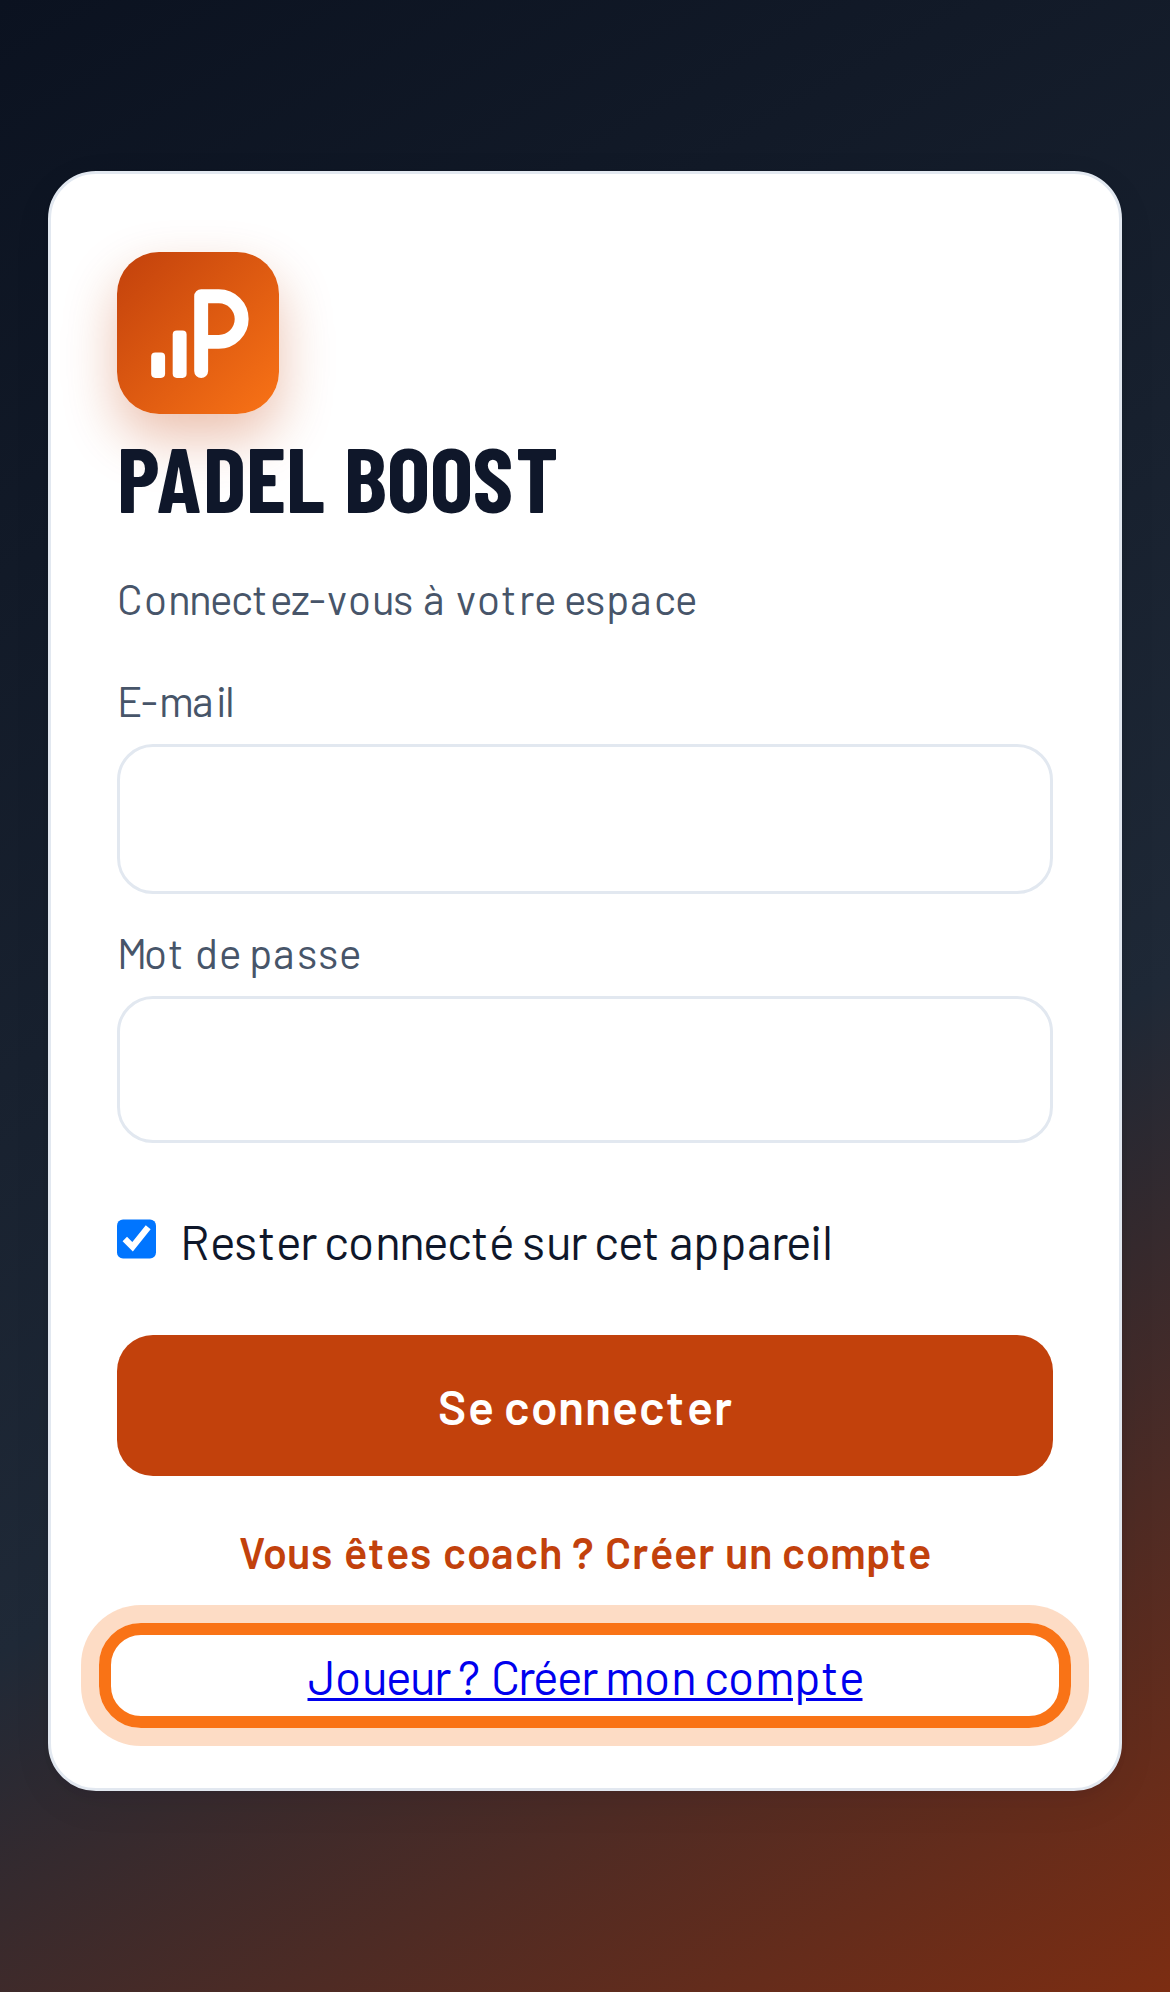 P
PADEL BOOST
Connectez-vous à votre espace
E-mail
Mot de passe
Rester connecté sur cet appareil
Se connecter
Vous êtes coach ? Créer un compte
Joueur ? Créer mon compte